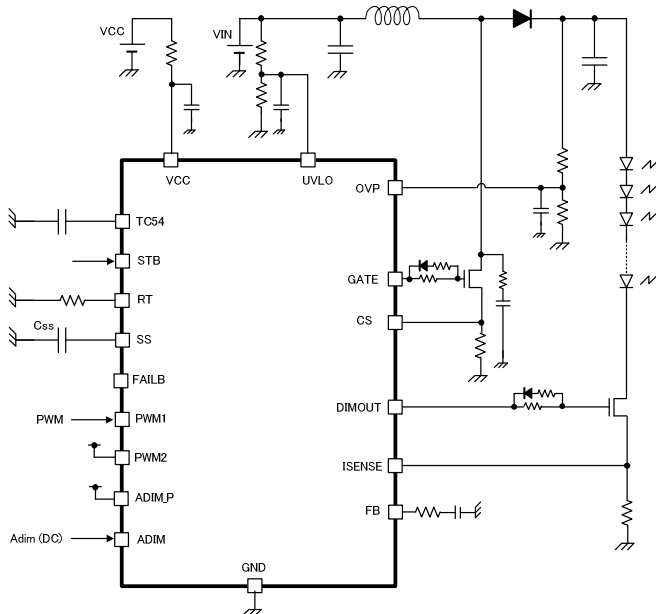 VCC
VIN
VCC
UVLO
OVP
TC54
STB
GATE
RT
CS
Css
SS
FAILB
DIMOUT
PWM
PWM1
PWM2
ISENSE
ADIM_P
FB
Adim (DC)
ADIM
GND